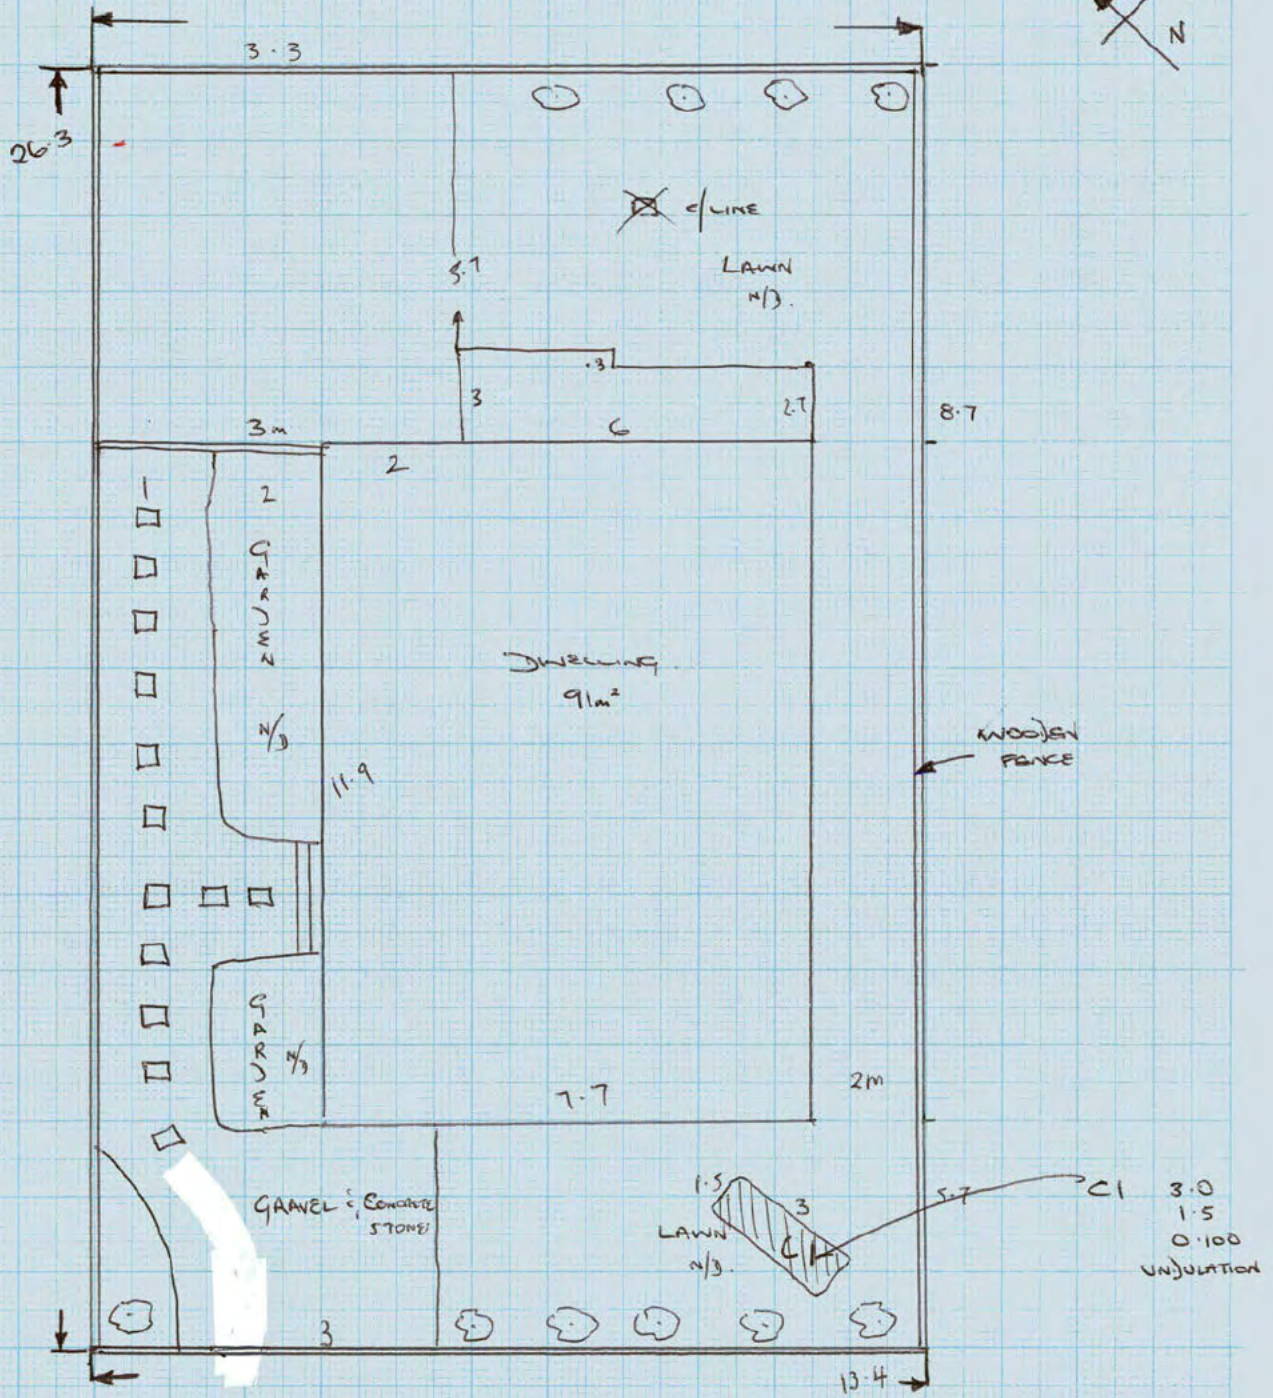 N
3.3
26.3
c/LINE
5.7
LAWN
N/D.
.3
3
2.7
8.7
3m
6
2
1
2
GARDEN
N/D
DWELLING
91m²
WOODEN
FENCE
11.9
GARDEN
N/D
7.7
2m
GRAVEL & CONCRETE
STONES
1.5
3
LAWN
N/D.
C1
5.7
C1
3.0
1.5
0.100
UNDULATION
3
13.4